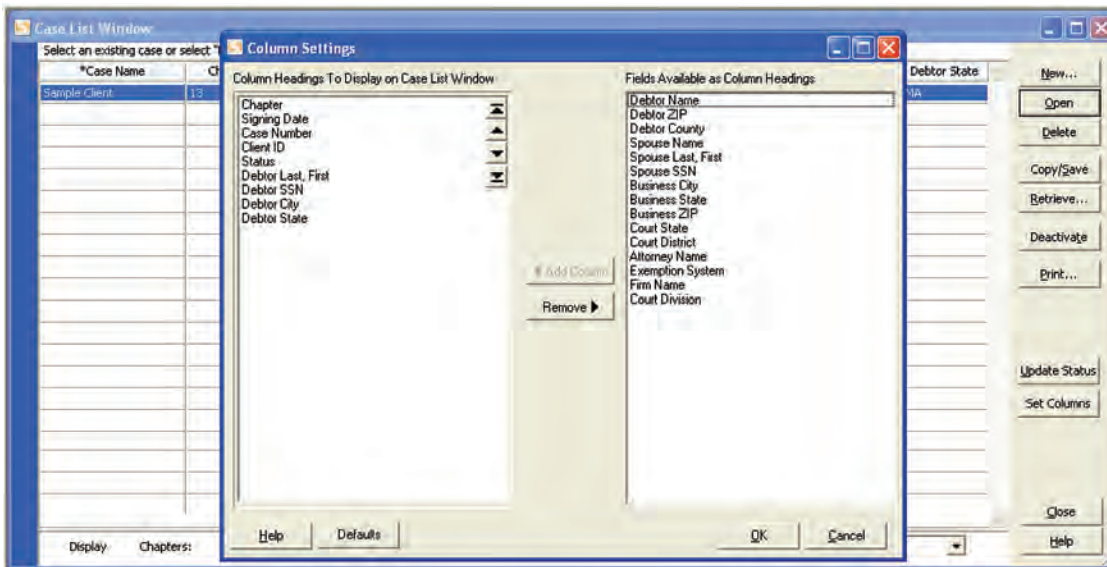 Case List Window
Select an existing case or select "
*Case Name
Ch
Debtor State
Sample Client
13
MA
Column Settings
Column Headings To Display on Case List Window
Chapter
Signing Date
Case Number
Client ID
Status
Debtor Last, First
Debtor SSN
Debtor City
Debtor State
Add Column
Remove
Fields Available as Column Headings
Debtor Name
Debtor ZIP
Debtor County
Spouse Name
Spouse Last, First
Spouse SSN
Business City
Business State
Business ZIP
Court State
Court District
Attorney Name
Exemption System
Firm Name
Court Division
Help
Defaults
OK
Cancel
New...
Open
Delete
Copy/Save
Retrieve...
Deactivate
Print...
Update Status
Set Columns
Close
Help
Display
Chapters: